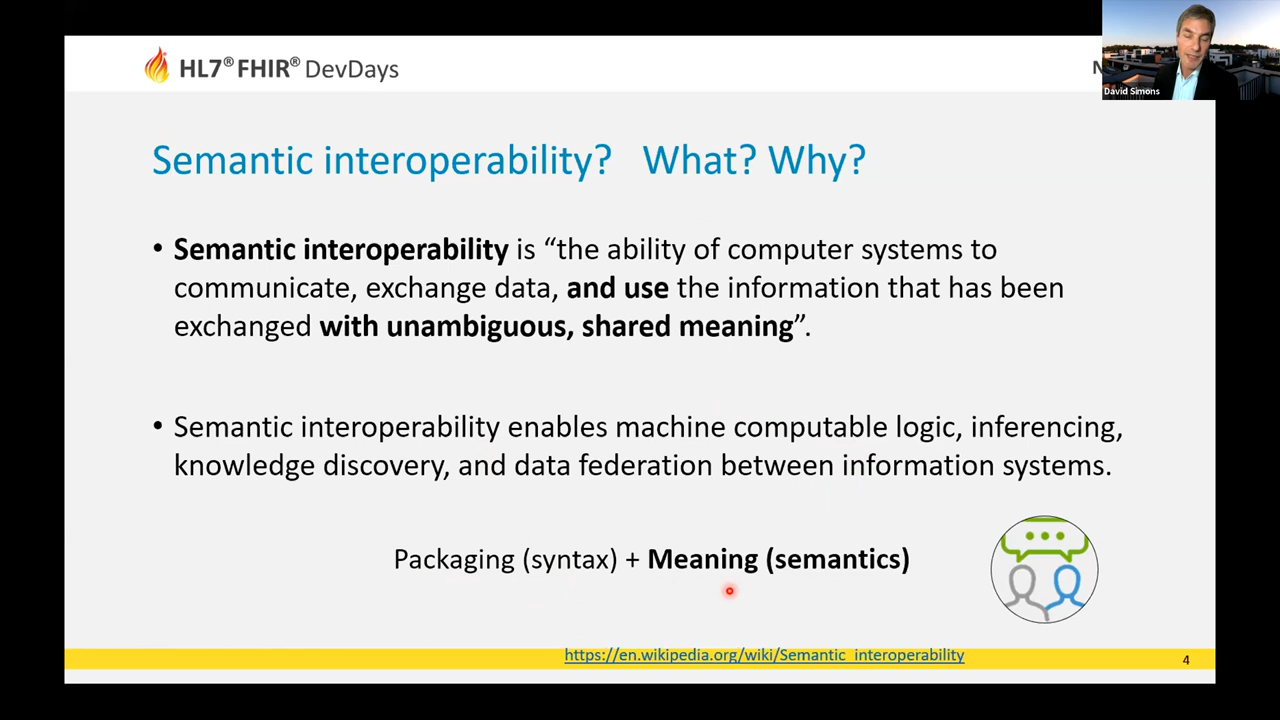 HL7® FHIR® DevDays
David Simons
Semantic interoperability? What? Why?
• Semantic interoperability is “the ability of computer systems to
communicate, exchange data, and use the information that has been
exchanged with unambiguous, shared meaning”.
• Semantic interoperability enables machine computable logic, inferencing,
knowledge discovery, and data federation between information systems.
Packaging (syntax) + Meaning (semantics)
https://en.wikipedia.org/wiki/Semantic_interoperability
4